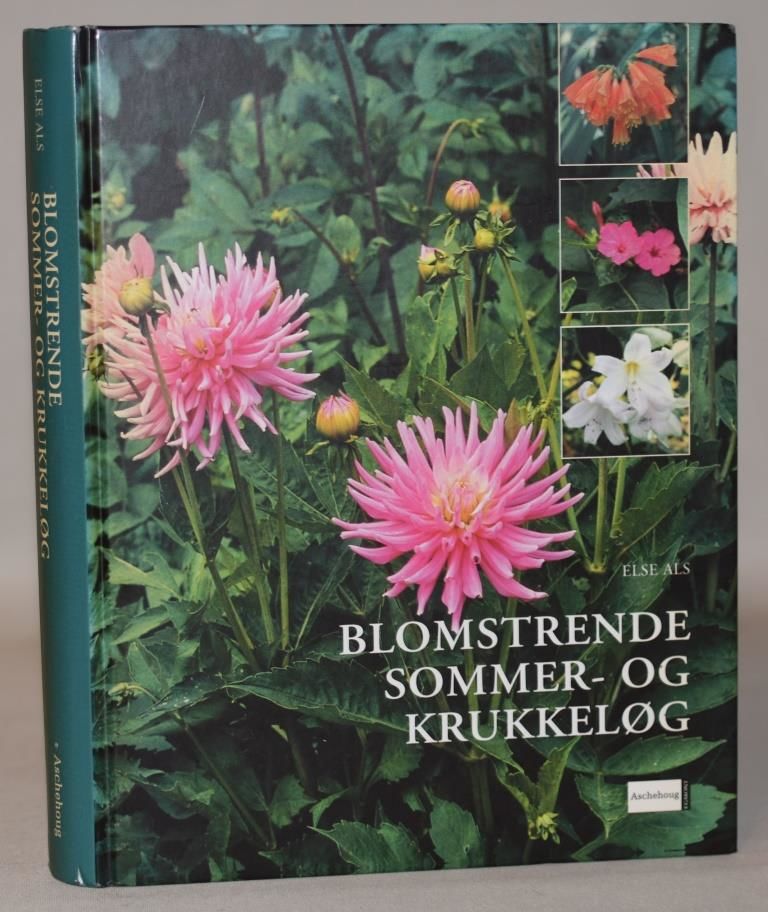 ELSE ALS
BLOMSTRENDE
SOMMER- OG KRUKKELØG
Aschehoug
ELSE ALS
BLOMSTRENDE
SOMMER- OG
KRUKKELØG
Aschehoug